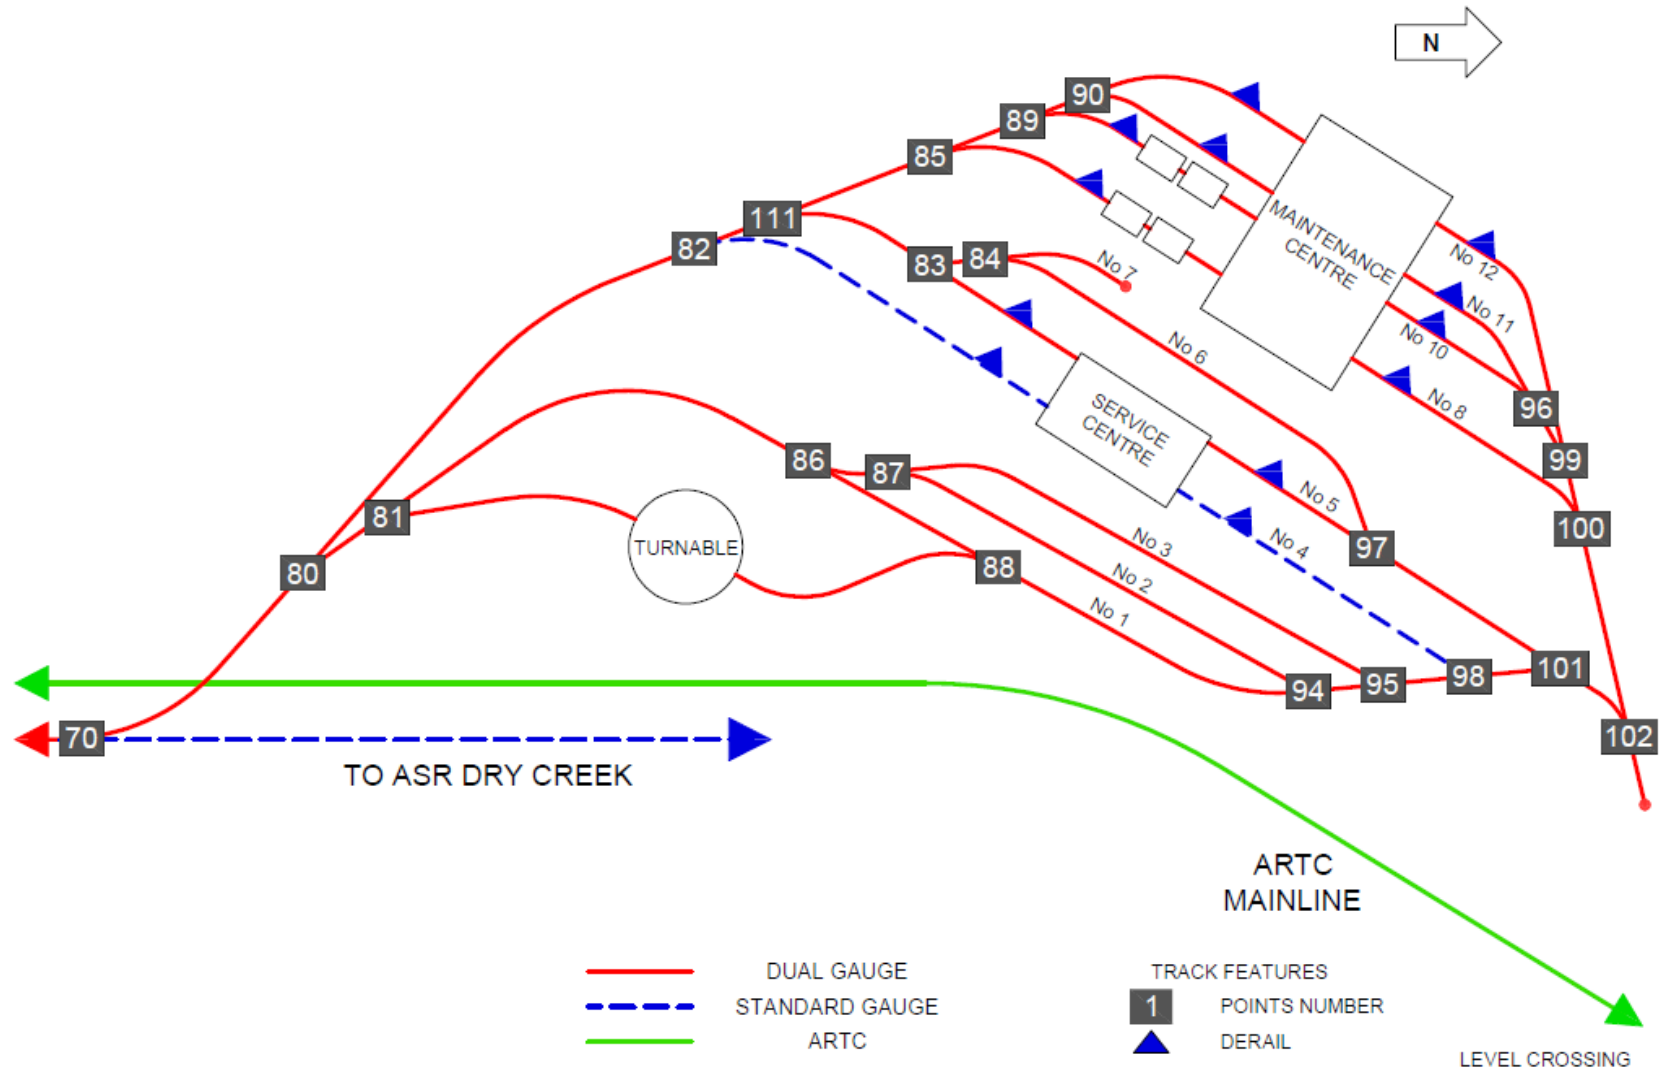 N
90
89
85
111
82
83
84
No 7
MAINTENANCE
CENTRE
No 12
No 11
No 10
No 8
No 6
96
99
100
SERVICE
CENTRE
No 5
No 4
97
86
87
81
TURNABLE
80
88
No 3
No 2
No 1
94
95
98
101
102
70
TO ASR DRY CREEK
ARTC
MAINLINE
DUAL GAUGE
STANDARD GAUGE
ARTC
TRACK FEATURES
1
POINTS NUMBER
DERAIL
LEVEL CROSSING